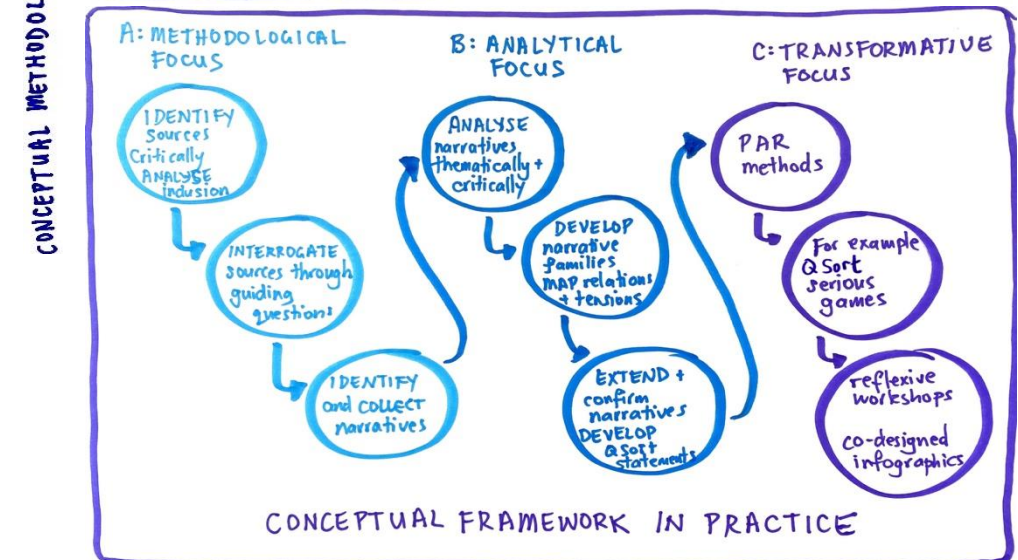 CONCEPTUAL
A: METHODOLOGICAL
FOCUS
IDENTIFY
Sources
Critically
ANALYSE
inclusion
INTERROGATE
sources through
guiding
questions
IDENTIFY
and COLLECT
narratives
B: ANALYTICAL
FOCUS
ANALYSE
narratives
thematically +
critically
DEVELOP
narrative
families
MAP relations
+ tensions
EXTEND +
confirm
narratives
DEVELOP
Q Sort
statements
C: TRANSFORMATIVE
FOCUS
PAR
methods
For example
Q Sort
serious
games
reflexive
workshops
co-designed
infographics
CONCEPTUAL FRAMEWORK IN PRACTICE